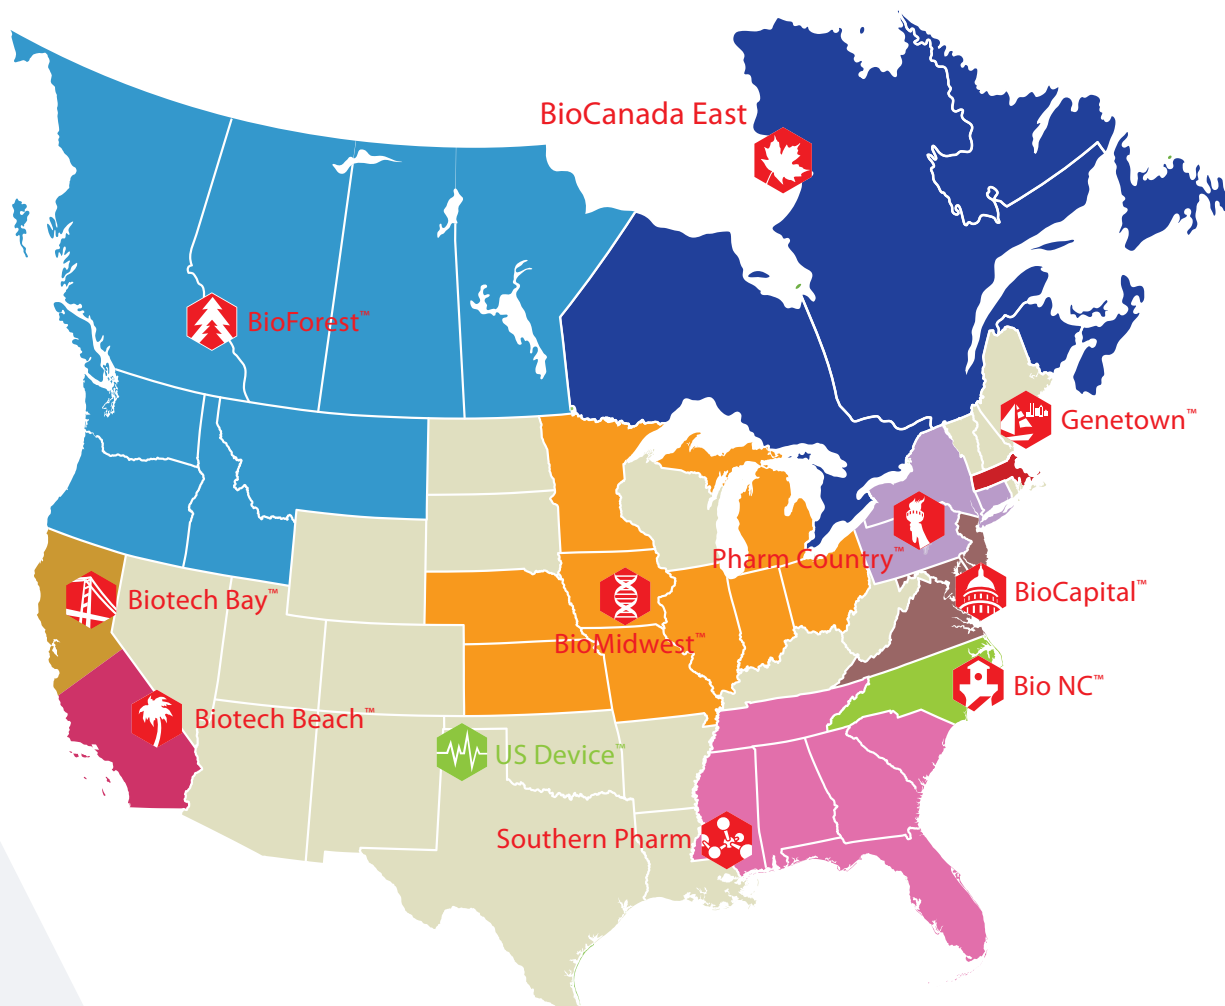 BioCanada East
BioForest™
Genetown™
Pharm Country™
Biotech Bay™
BioCapital™
BioMidwest™
Bio NC™
Biotech Beach™
US Device™
Southern Pharm